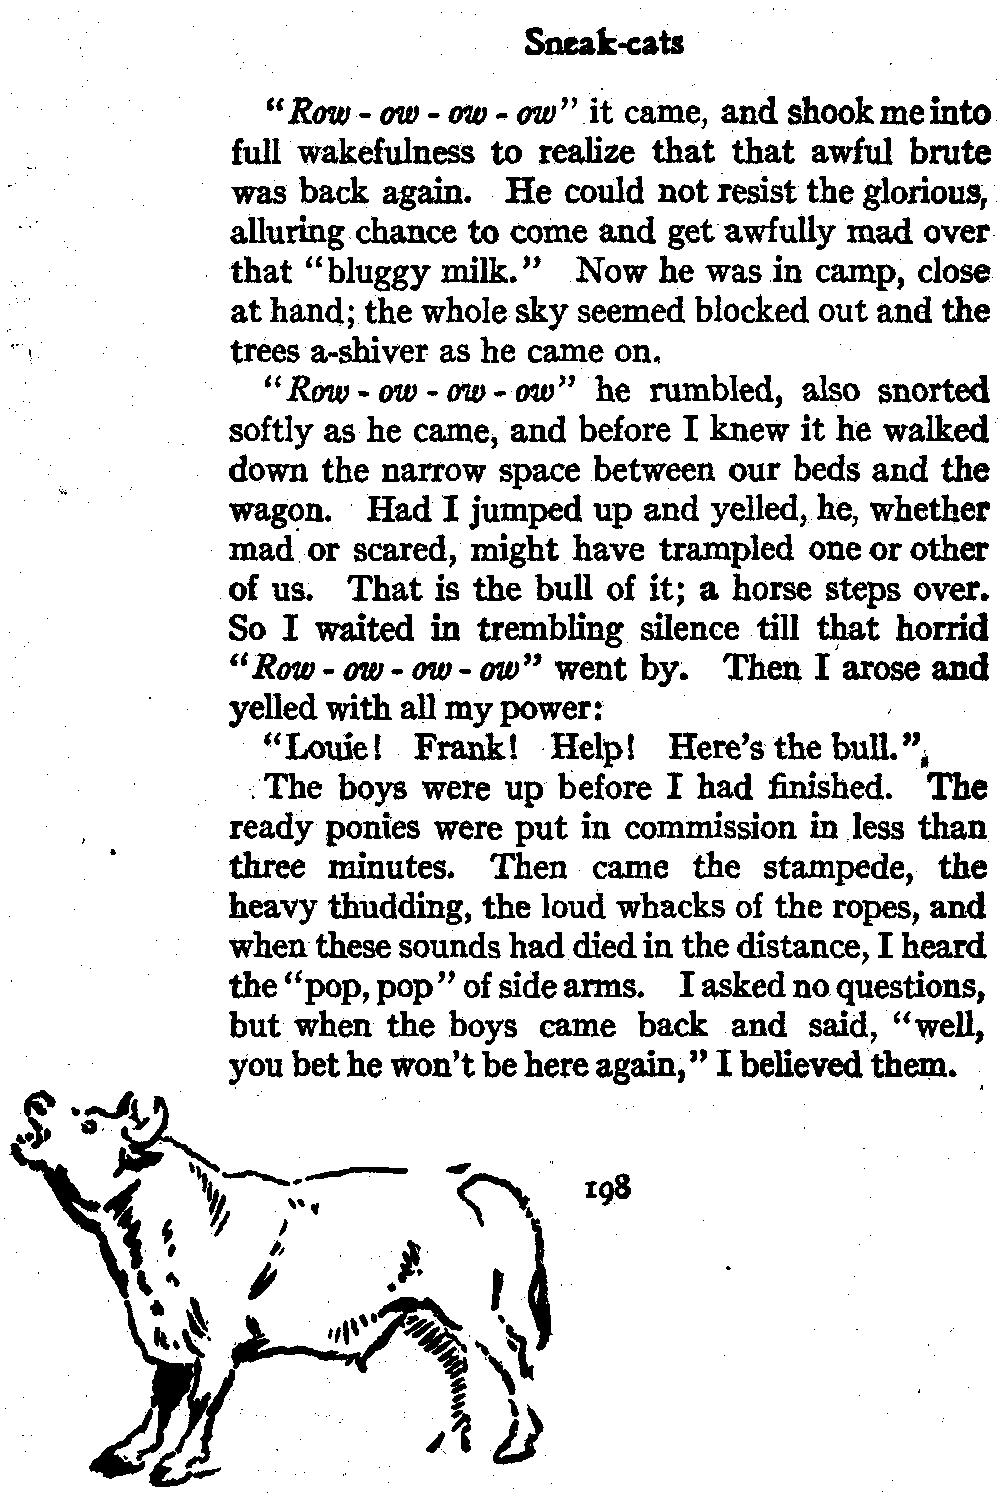 Sneak-cats
“Row - ow - ow - ow” it came, and shook me into
full wakefulness to realize that that awful brute
was back again. He could not resist the glorious,
alluring chance to come and get awfully mad over
that “bluggy milk.” Now he was in camp, close
at hand; the whole sky seemed blocked out and the
trees a-shiver as he came on.
“Row - ow - ow - ow” he rumbled, also snorted
softly as he came, and before I knew it he walked
down the narrow space between our beds and the
wagon. Had I jumped up and yelled, he, whether
mad or scared, might have trampled one or other
of us. That is the bull of it; a horse steps over.
So I waited in trembling silence till that horrid
“Row - ow - ow - ow” went by. Then I arose and
yelled with all my power:
“Louie! Frank! Help! Here’s the bull.”
The boys were up before I had finished. The
ready ponies were put in commission in less than
three minutes. Then came the stampede, the
heavy thudding, the loud whacks of the ropes, and
when these sounds had died in the distance, I heard
the “pop, pop” of side arms. I asked no questions,
but when the boys came back and said, “well,
you bet he won’t be here again,” I believed them.
198